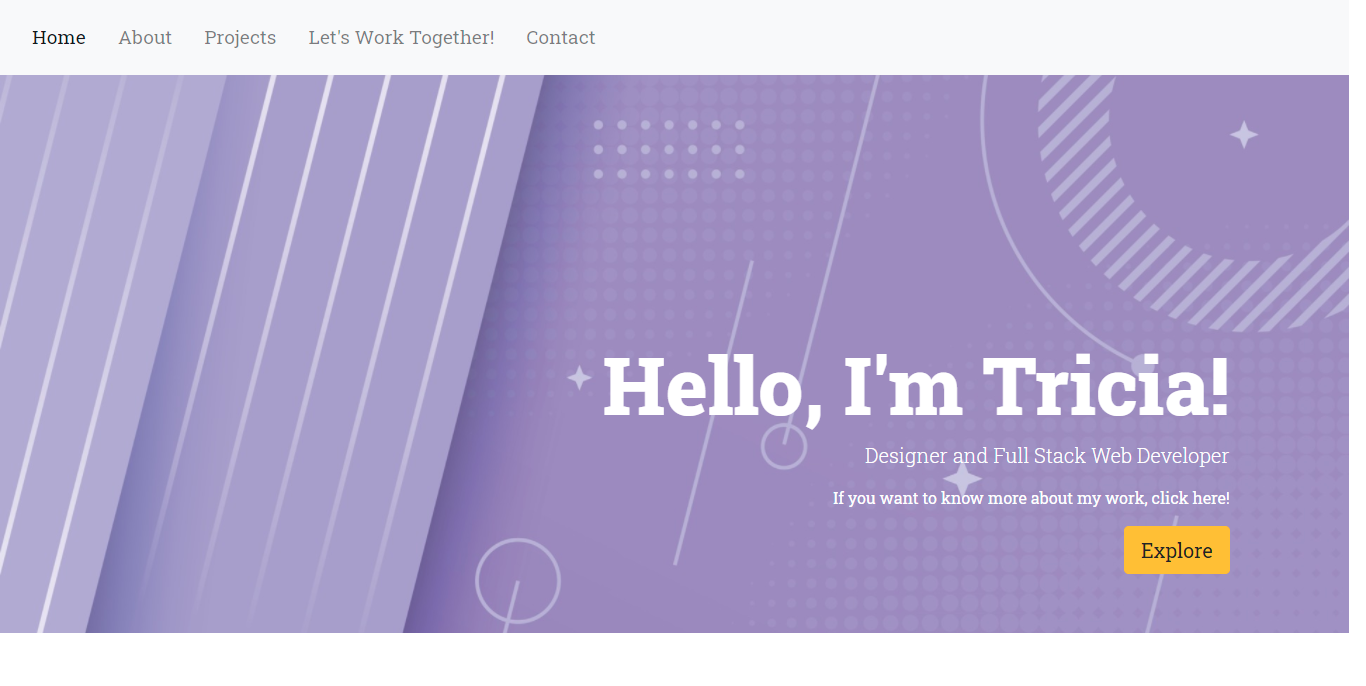 Home About Projects Let's Work Together! Contact
Hello, I'm Tricia!
Designer and Full Stack Web Developer
If you want to know more about my work, click here!
Explore